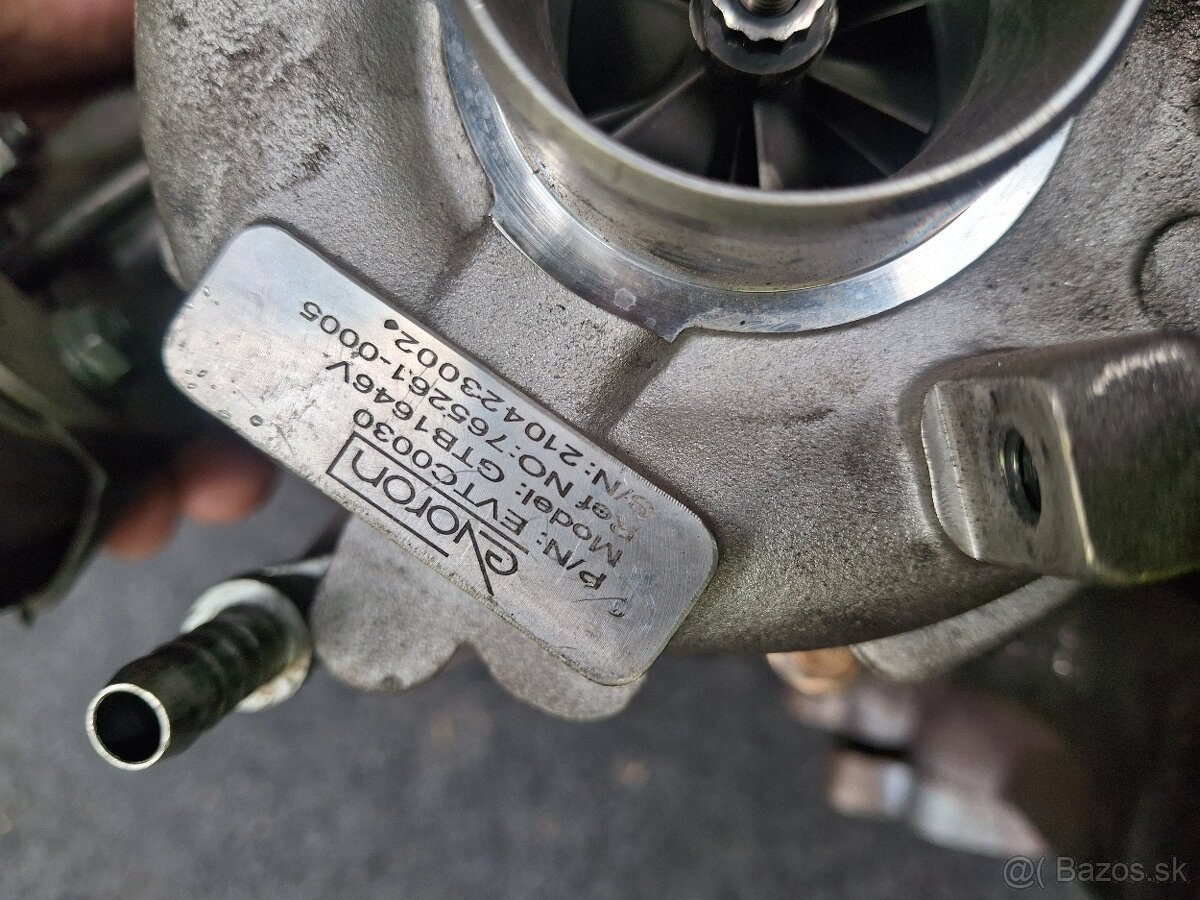 evoron
P/N: EVTC0030
Model: GTB1646V
Ref NO:765261-0005
S/N:210423002
@( Bazos.sk